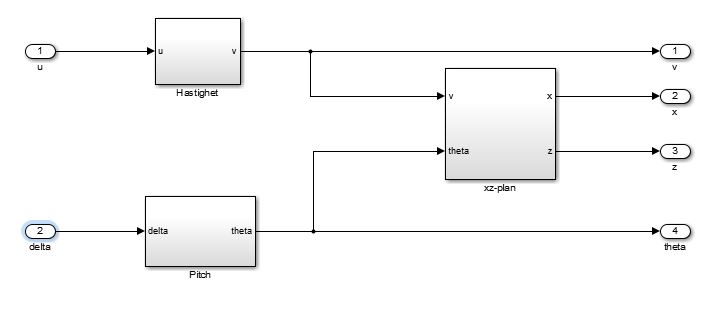 1
u
u
v
Hastighet
v
theta
x
z
xz-plan
1
v
2
x
3
z
2
delta
delta
theta
Pitch
4
theta